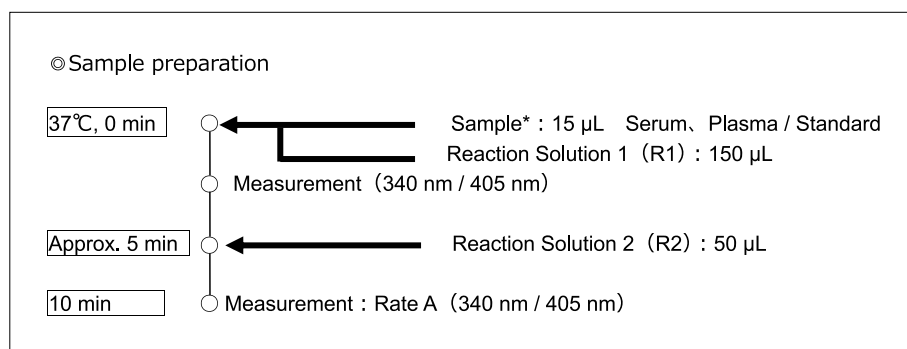 ◎Sample preparation
37℃, 0 min
Sample*：15 µL Serum、Plasma / Standard
Reaction Solution 1（R1）：150 µL
Measurement（340 nm / 405 nm）
Approx. 5 min
Reaction Solution 2（R2）：50 µL
10 min
Measurement：Rate A（340 nm / 405 nm）